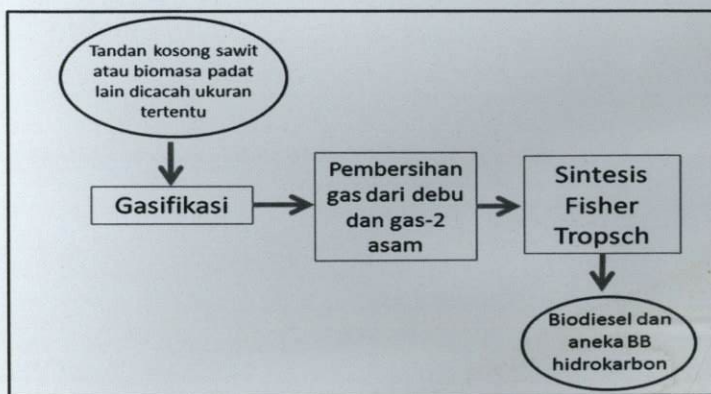 Tandan kosong sawit
atau biomasa padat
lain dicacah ukuran
tertentu
Gasifikasi
Pembersihan
gas dari debu
dan gas-2
asam
Sintesis
Fisher
Tropsch
Biodiesel dan
aneka BB
hidrokarbon